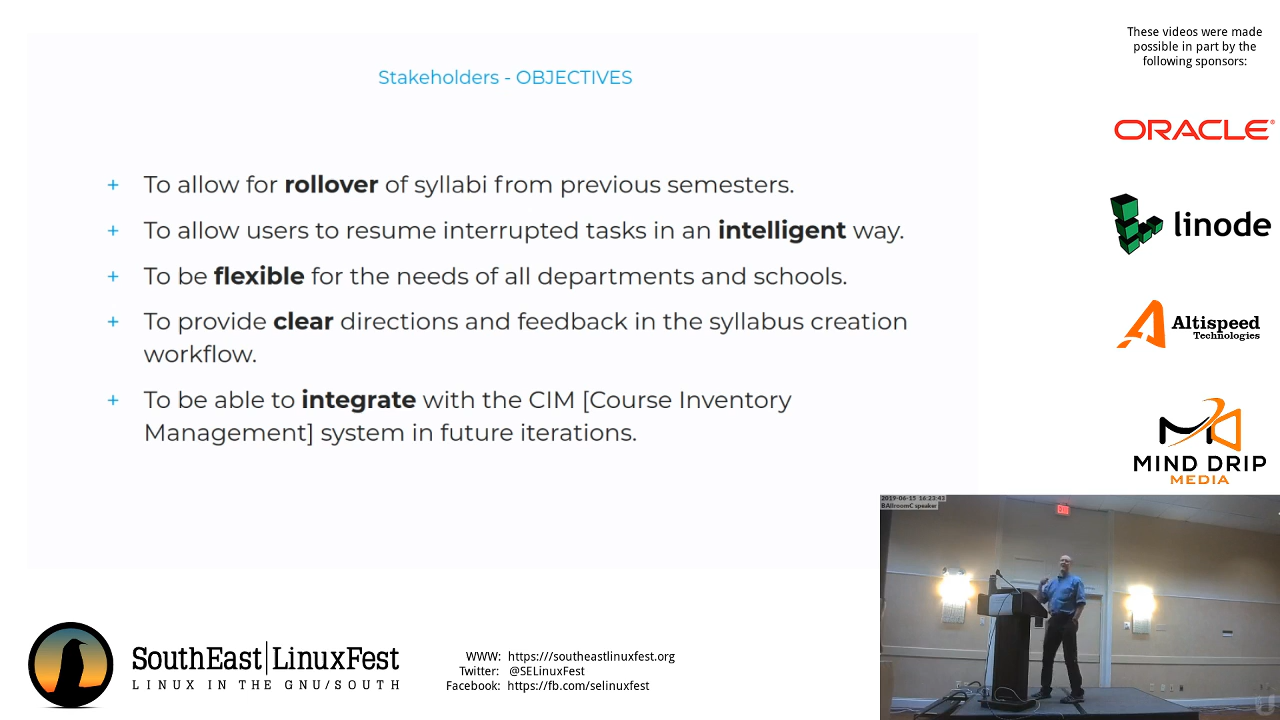 Stakeholders - OBJECTIVES
+ To allow for rollover of syllabi from previous semesters.
+ To allow users to resume interrupted tasks in an intelligent way.
+ To be flexible for the needs of all departments and schools.
+ To provide clear directions and feedback in the syllabus creation
workflow.
+ To be able to integrate with the CIM [Course Inventory
Management] system in future iterations.
These videos were made
possible in part by the
following sponsors:
ORACLE®
linode
Altispeed
Technologies
MIND DRIP
MEDIA
2019-06-15 16:23:43
BAllroomC speaker
EXIT
SouthEast|LinuxFest
LINUX IN THE GNU/SOUTH
WWW: https:///southeastlinuxfest.org
Twitter: @SELinuxFest
Facebook: https://fb.com/selinuxfest